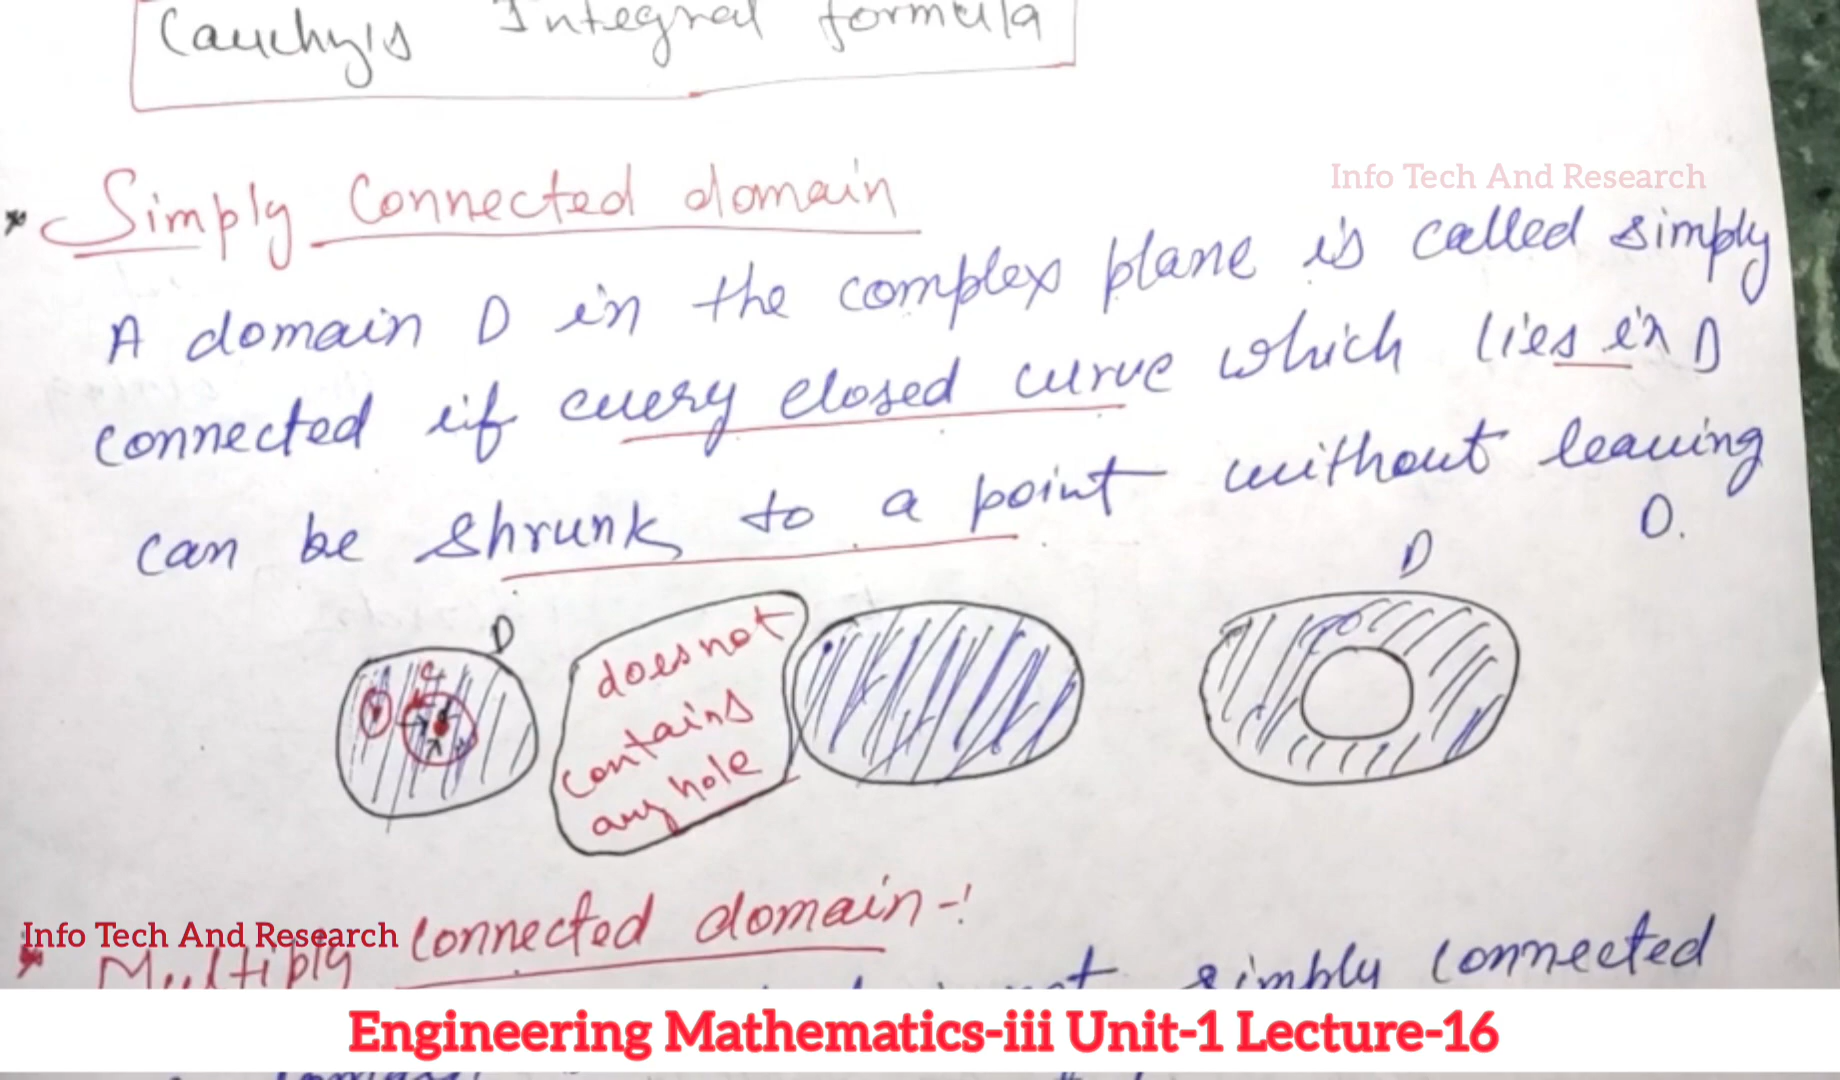 Cauchy's Integral formula
Info Tech And Research
* Simply Connected domain
A domain D in the complex plane is called simply
connected if every closed curve which lies in D
can be shrunk to a point without leaving
D.
D
D
C
does not
contains
any hole
* Multiply connected domain -:
Info Tech And Research
simply connected
Engineering Mathematics-iii Unit-1 Lecture-16